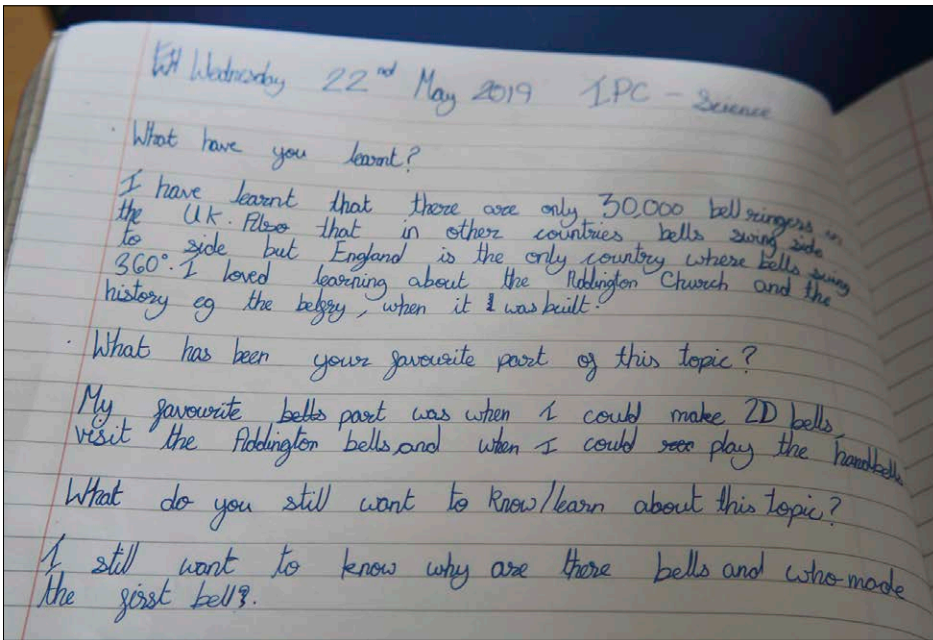 Wednesday 22nd May 2019 IPC - Science
What have you learnt?
I have learnt that there are only 30,000 bell ringers in
the UK. Also that in other countries bells swing side
to side but England is the only country where bells swing
360°. I loved learning about the Addington Church and the
history eg the belfry, when it was built.
What has been your favourite part of this topic?
My favourite bells part was when I could make 2D bells,
visit the Addington bells, and when I could play the handbells
What do you still want to know/learn about this topic?
I still want to know why are there bells and who made
the first bell?.